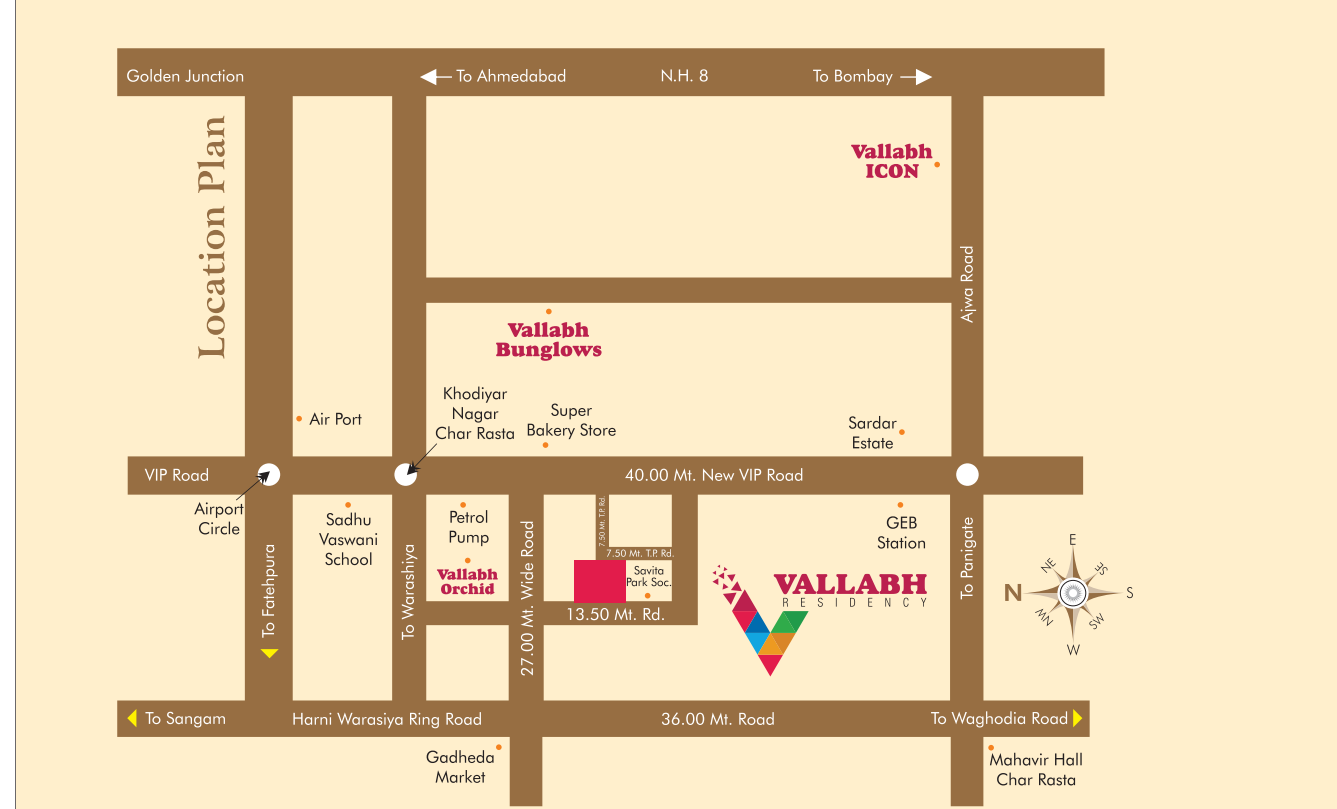 Golden Junction
To Ahmedabad
N.H. 8
To Bombay
Location Plan
Vallabh
ICON
Ajwa Road
Vallabh
Bunglows
Khodiyar
Nagar
Char Rasta
Super
Bakery Store
Air Port
Sardar
Estate
VIP Road
40.00 Mt. New VIP Road
Airport
Circle
Sadhu
Vaswani
School
Petrol
Pump
Vallabh
Orchid
7.50 Mt. T.P. Rd.
7.50 Mt. T.P. Rd.
Savita
Park Soc.
13.50 Mt. Rd.
27.00 Mt. Wide Road
To Fatehpura
To Warashiya
GEB
Station
To Panigate
VALLABH
RESIDENCY
E
NE
SE
N
S
NW
SW
W
To Sangam
Harni Warasiya Ring Road
36.00 Mt. Road
To Waghodia Road
Gadheda
Market
Mahavir Hall
Char Rasta